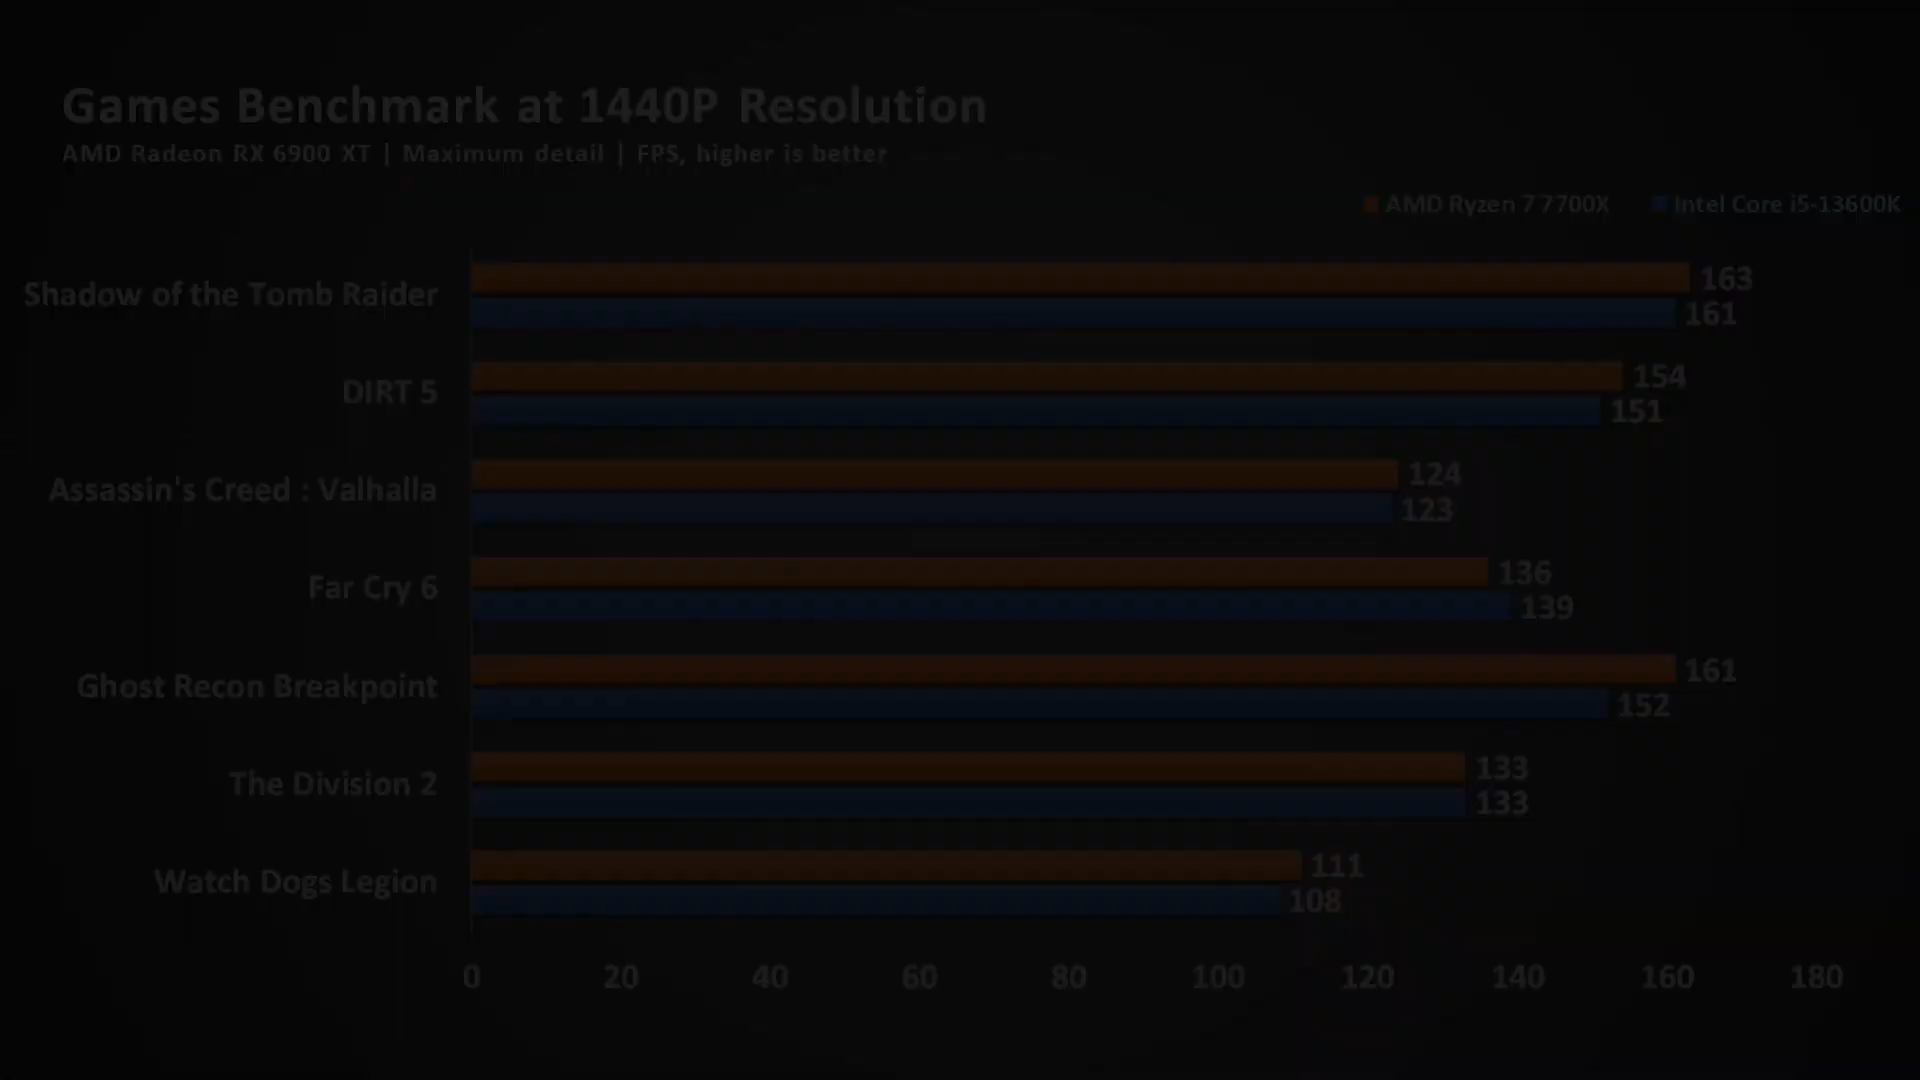 Games Benchmark at 1440P Resolution
AMD Radeon RX 6900 XT | Maximum detail | FPS, higher is better
AMD Ryzen 7 7700X Intel Core i5-13600K
Shadow of the Tomb Raider 163
161
DIRT 5 154
151
Assassin's Creed : Valhalla 124
123
Far Cry 6 136
139
Ghost Recon Breakpoint 161
152
The Division 2 133
133
Watch Dogs Legion 111
108
0 20 40 60 80 100 120 140 160 180